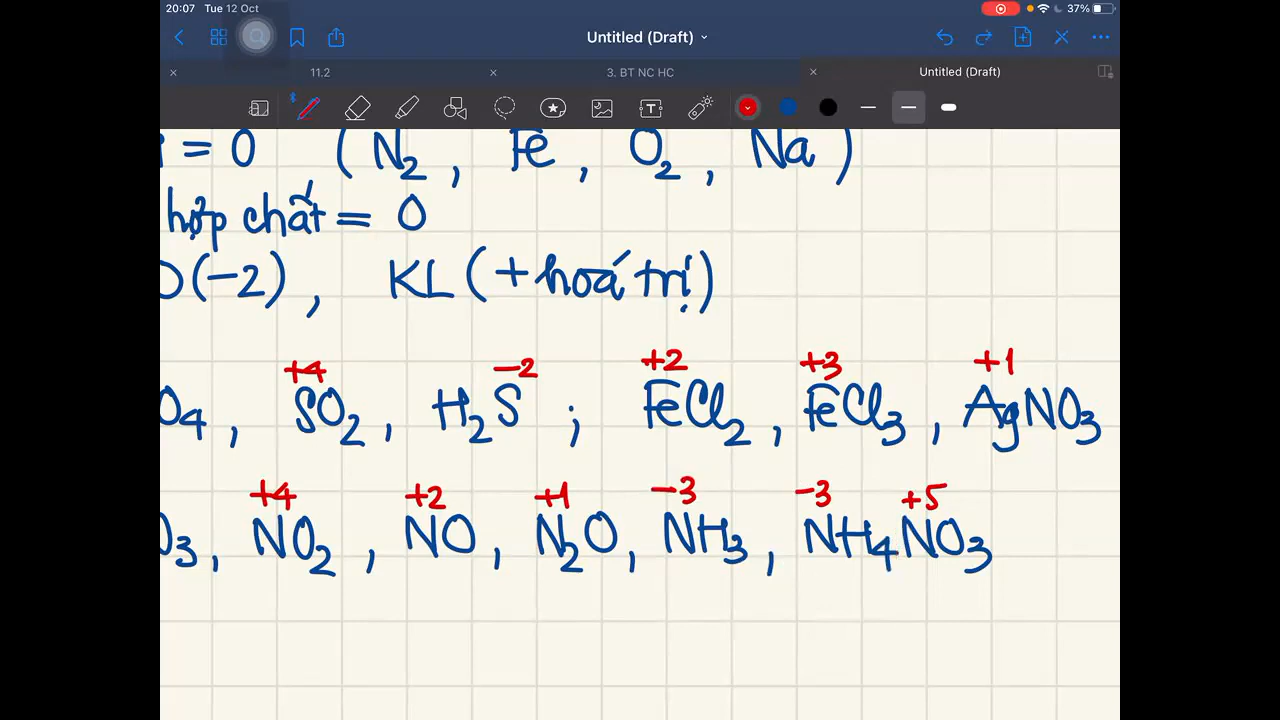 20:07 Tue 12 Oct 37%
Untitled (Draft)
11.2 3. BT NC HC Untitled (Draft)
= 0 ( N₂ , Fe , O₂ , Na )
hợp chất = 0
O (−2) , KL ( + hoá trị )
+4 −2 +2 +3 +1
O₄ , SO₂ , H₂S ; FeCl₂ , FeCl₃ , AgNO₃
+4 +2 +1 −3 −3 +5
O₃ , NO₂ , NO , N₂O , NH₃ , NH₄NO₃